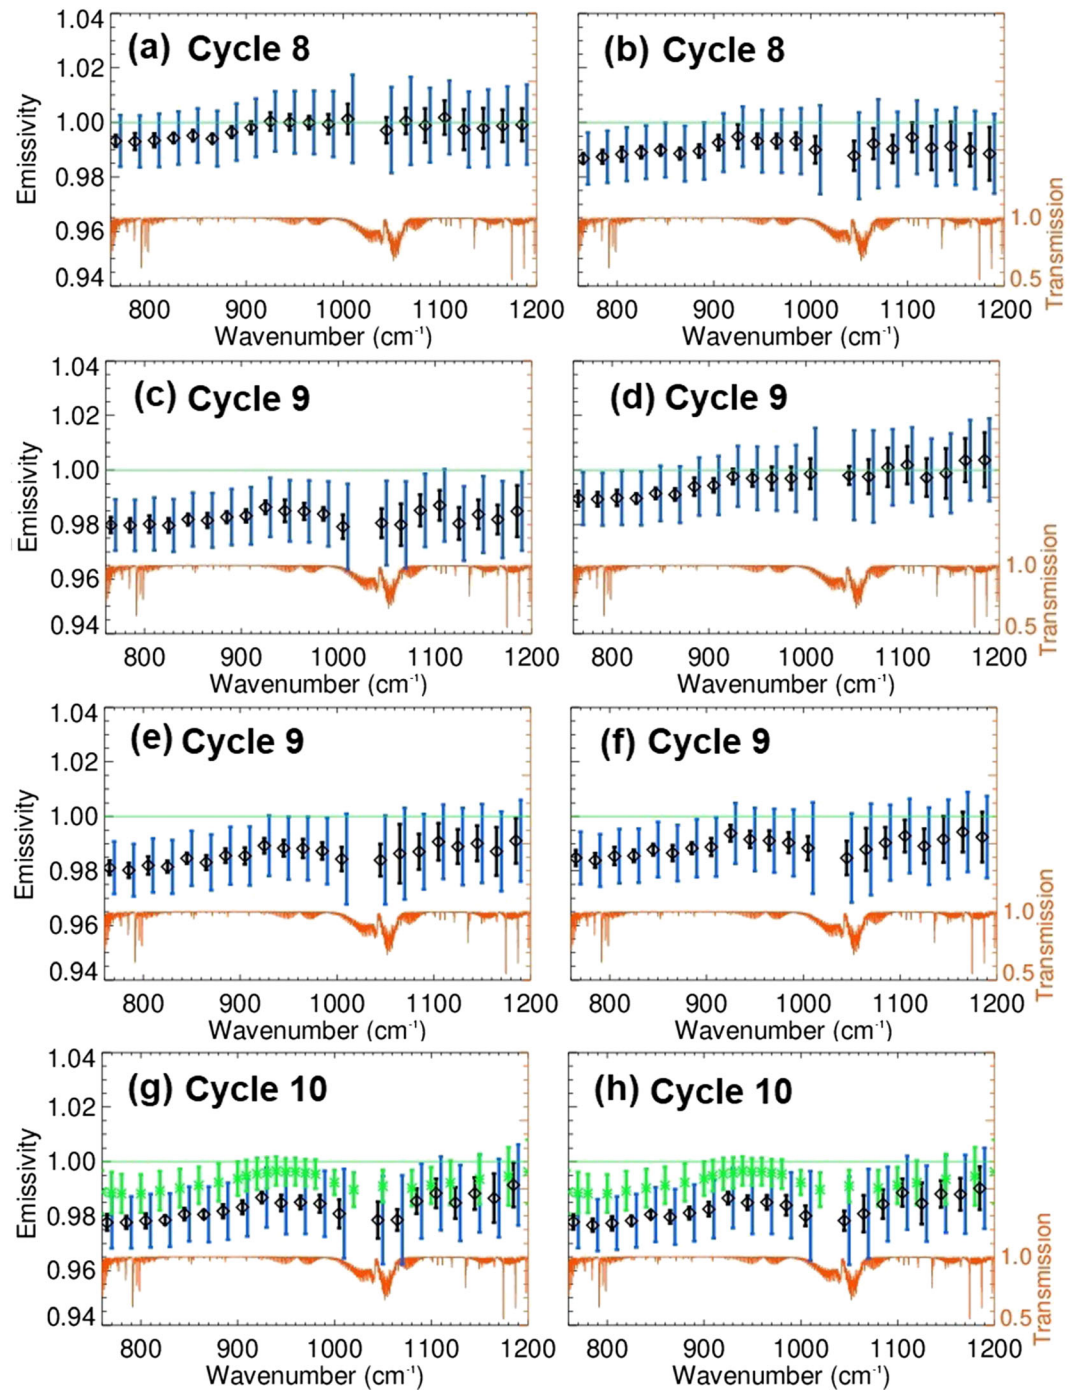 (a) Cycle 8
(b) Cycle 8
1.04
1.02
1.00
0.98
0.96
0.94
Emissivity
1.0
0.5
Transmission
800 900 1000 1100 1200
800 900 1000 1100 1200
Wavenumber (cm⁻¹)
Wavenumber (cm⁻¹)
(c) Cycle 9
(d) Cycle 9
1.04
1.02
1.00
0.98
0.96
0.94
Emissivity
1.0
0.5
Transmission
800 900 1000 1100 1200
800 900 1000 1100 1200
Wavenumber (cm⁻¹)
Wavenumber (cm⁻¹)
(e) Cycle 9
(f) Cycle 9
1.04
1.02
1.00
0.98
0.96
0.94
Emissivity
1.0
0.5
Transmission
800 900 1000 1100 1200
800 900 1000 1100 1200
Wavenumber (cm⁻¹)
Wavenumber (cm⁻¹)
(g) Cycle 10
(h) Cycle 10
1.04
1.02
1.00
0.98
0.96
0.94
Emissivity
1.0
0.5
Transmission
800 900 1000 1100 1200
800 900 1000 1100 1200
Wavenumber (cm⁻¹)
Wavenumber (cm⁻¹)